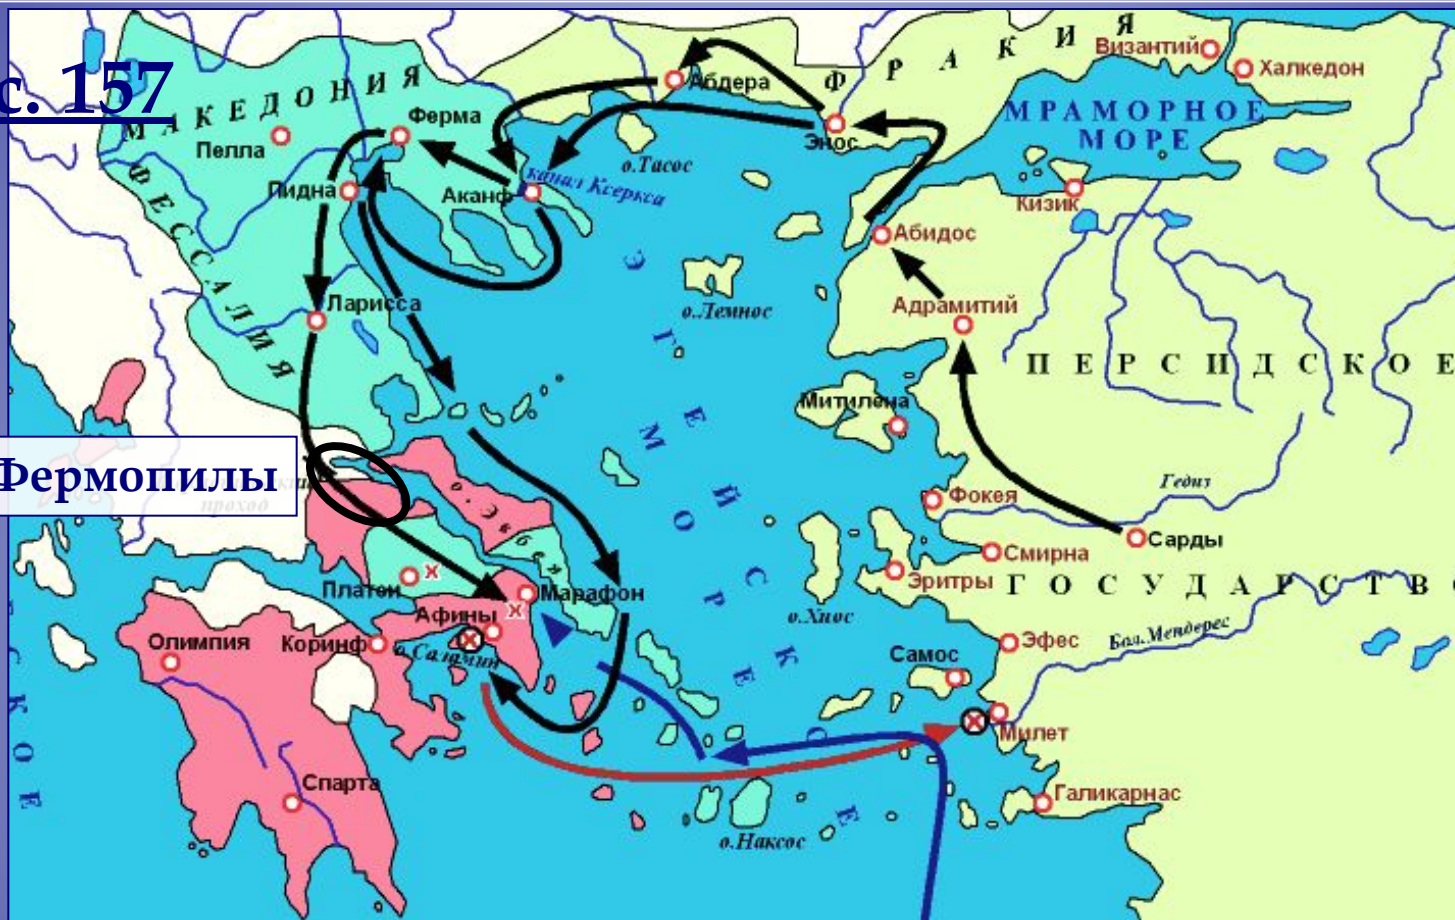 с. 157
МАКЕДОНИЯ
ФРАКИЯ
Византий
Халкедон
МРАМОРНОЕ
МОРЕ
Абдера
Энос
Ферма
Пелла
о.Тасос
Пидна
Аканф
канал Ксеркса
Кизик
Абидос
ФЕССАЛИЯ
Ларисса
о.Лемнос
Адрамитий
ПЕРСИДСКОЕ
ГОСУДАРСТВО
ЭГЕЙСКОЕ
МОРЕ
Митилена
Фермопилы
проход
о.Эвбея
Фокея
Гедиз
Сарды
Смирна
Эритры
Платеи
х
Марафон
х
Афины
о.Хиос
Олимпия
Коринф
о.Саламин
Самос
Эфес
Бол.Мендерес
Милет
Спарта
Галикарнас
о.Наксос
СКОЕ